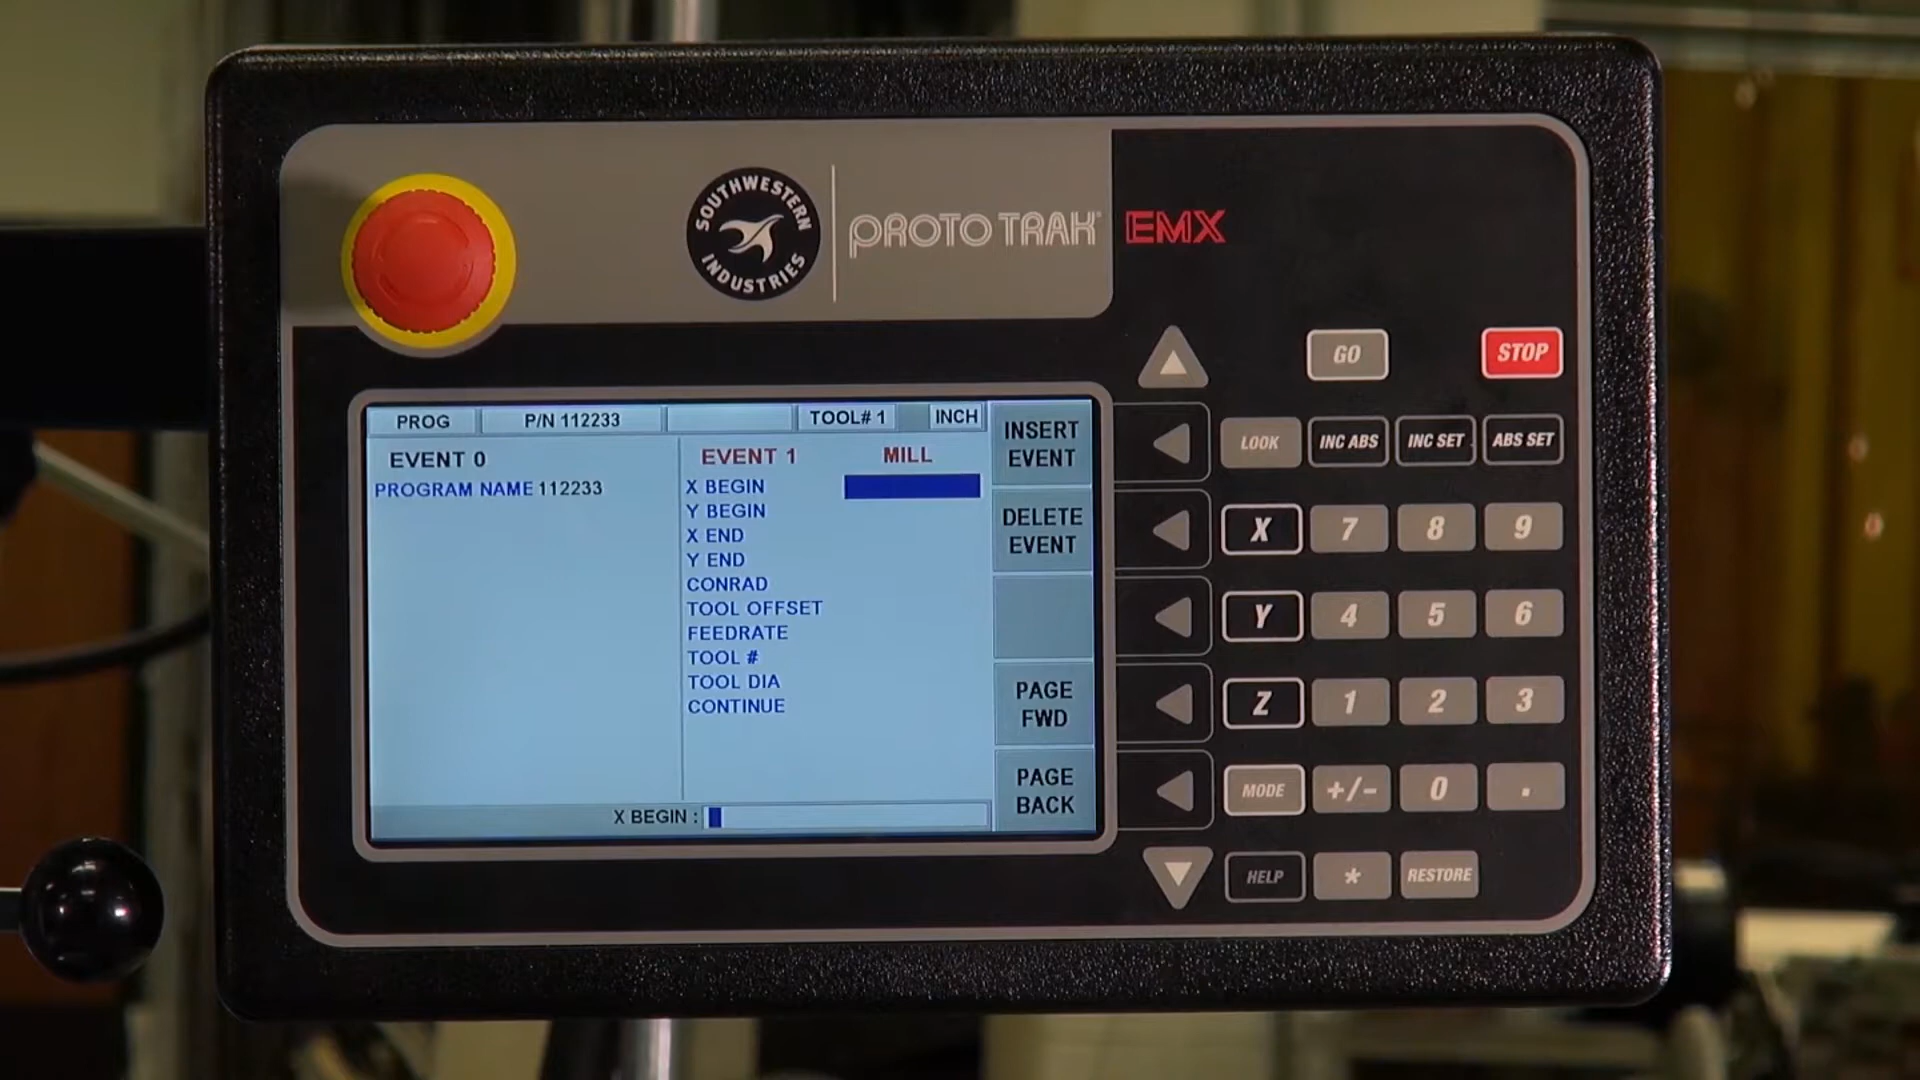 SOUTHWESTERN
INDUSTRIES
PROTO TRAK® EMX
GO
STOP
PROG
P/N 112233
TOOL# 1
INCH
EVENT 0
PROGRAM NAME 112233
EVENT 1 MILL
X BEGIN
Y BEGIN
X END
Y END
CONRAD
TOOL OFFSET
FEEDRATE
TOOL #
TOOL DIA
CONTINUE
X BEGIN :
INSERT
EVENT
DELETE
EVENT
PAGE
FWD
PAGE
BACK
LOOK INC ABS INC SET ABS SET
X 7 8 9
Y 4 5 6
Z 1 2 3
MODE +/- 0 .
HELP * RESTORE